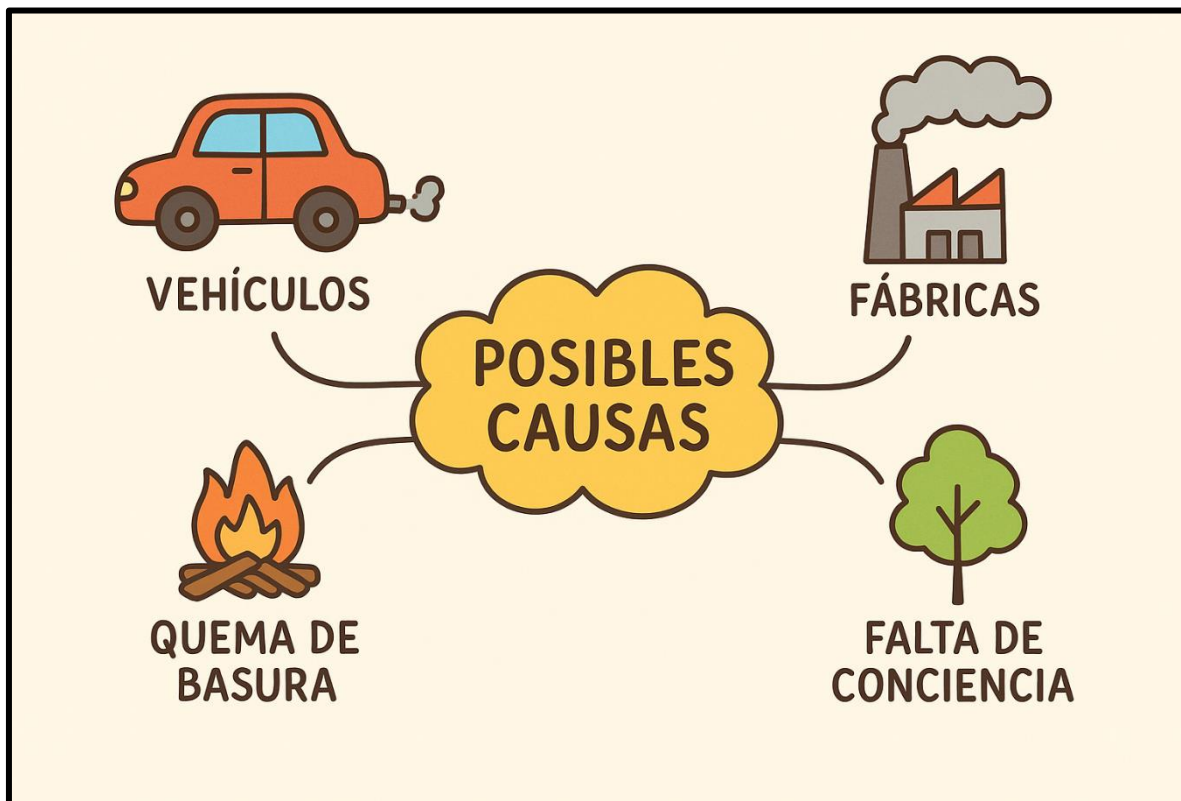 VEHÍCULOS
FÁBRICAS
POSIBLES
CAUSAS
QUEMA DE
BASURA
FALTA DE
CONCIENCIA